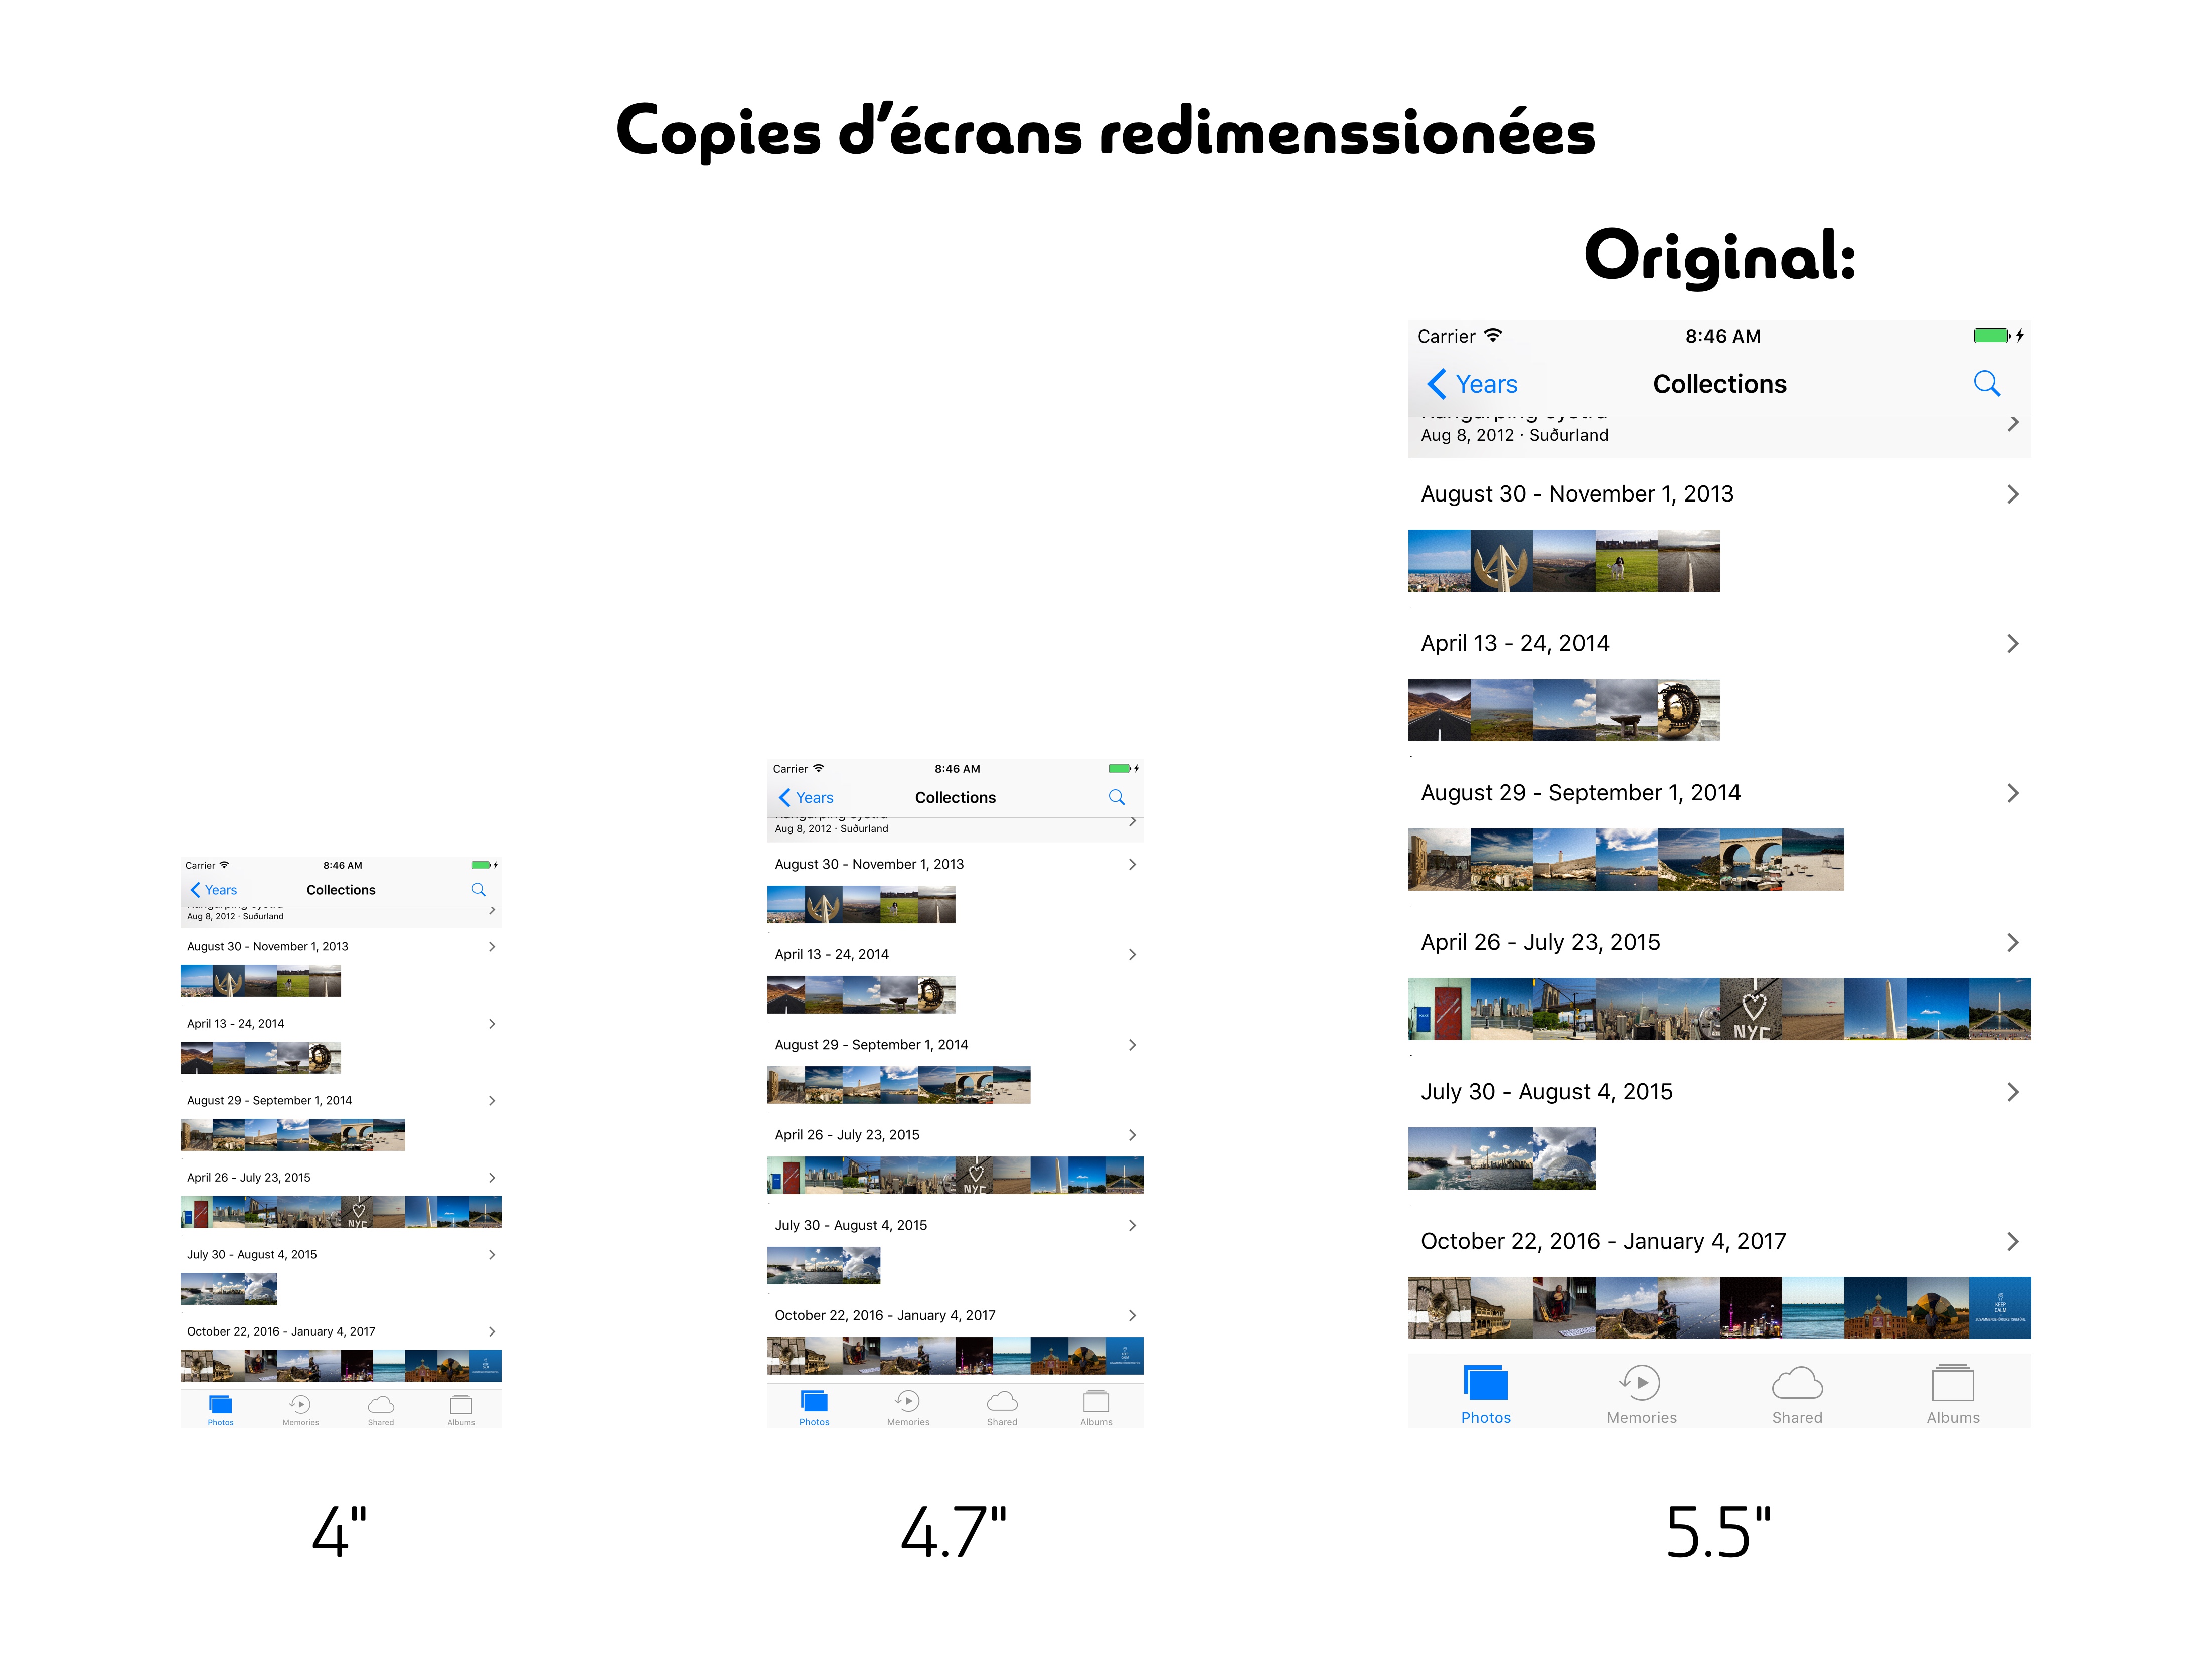 Copies d'écrans redimenssionées
Original:
Carrier 8:46 AM
Years Collections
Aug 8, 2012 · Suðurland
August 30 - November 1, 2013
April 13 - 24, 2014
August 29 - September 1, 2014
April 26 - July 23, 2015
NYC
July 30 - August 4, 2015
October 22, 2016 - January 4, 2017
Photos Memories Shared Albums
4"
Carrier 8:46 AM
Years Collections
Aug 8, 2012 · Suðurland
August 30 - November 1, 2013
April 13 - 24, 2014
August 29 - September 1, 2014
April 26 - July 23, 2015
NYC
July 30 - August 4, 2015
October 22, 2016 - January 4, 2017
Photos Memories Shared Albums
4.7"
Carrier 8:46 AM
Years Collections
Aug 8, 2012 · Suðurland
August 30 - November 1, 2013
April 13 - 24, 2014
August 29 - September 1, 2014
April 26 - July 23, 2015
NYC
July 30 - August 4, 2015
October 22, 2016 - January 4, 2017
KEEP
CALM
Photos Memories Shared Albums
5.5"